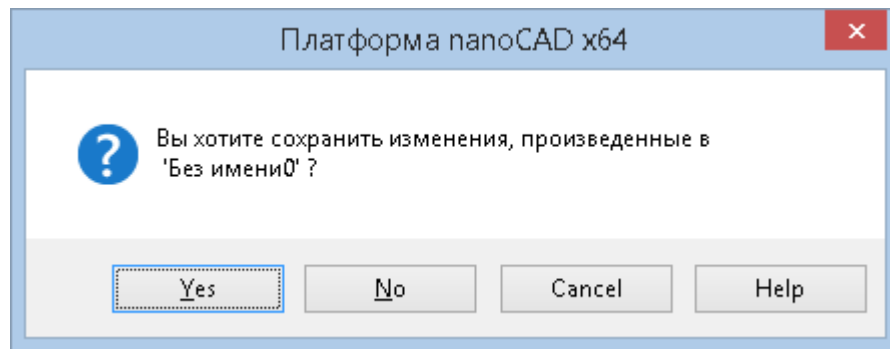 Платформа nanoCAD x64
Вы хотите сохранить изменения, произведенные в
'Без имени0' ?
Yes No Cancel Help